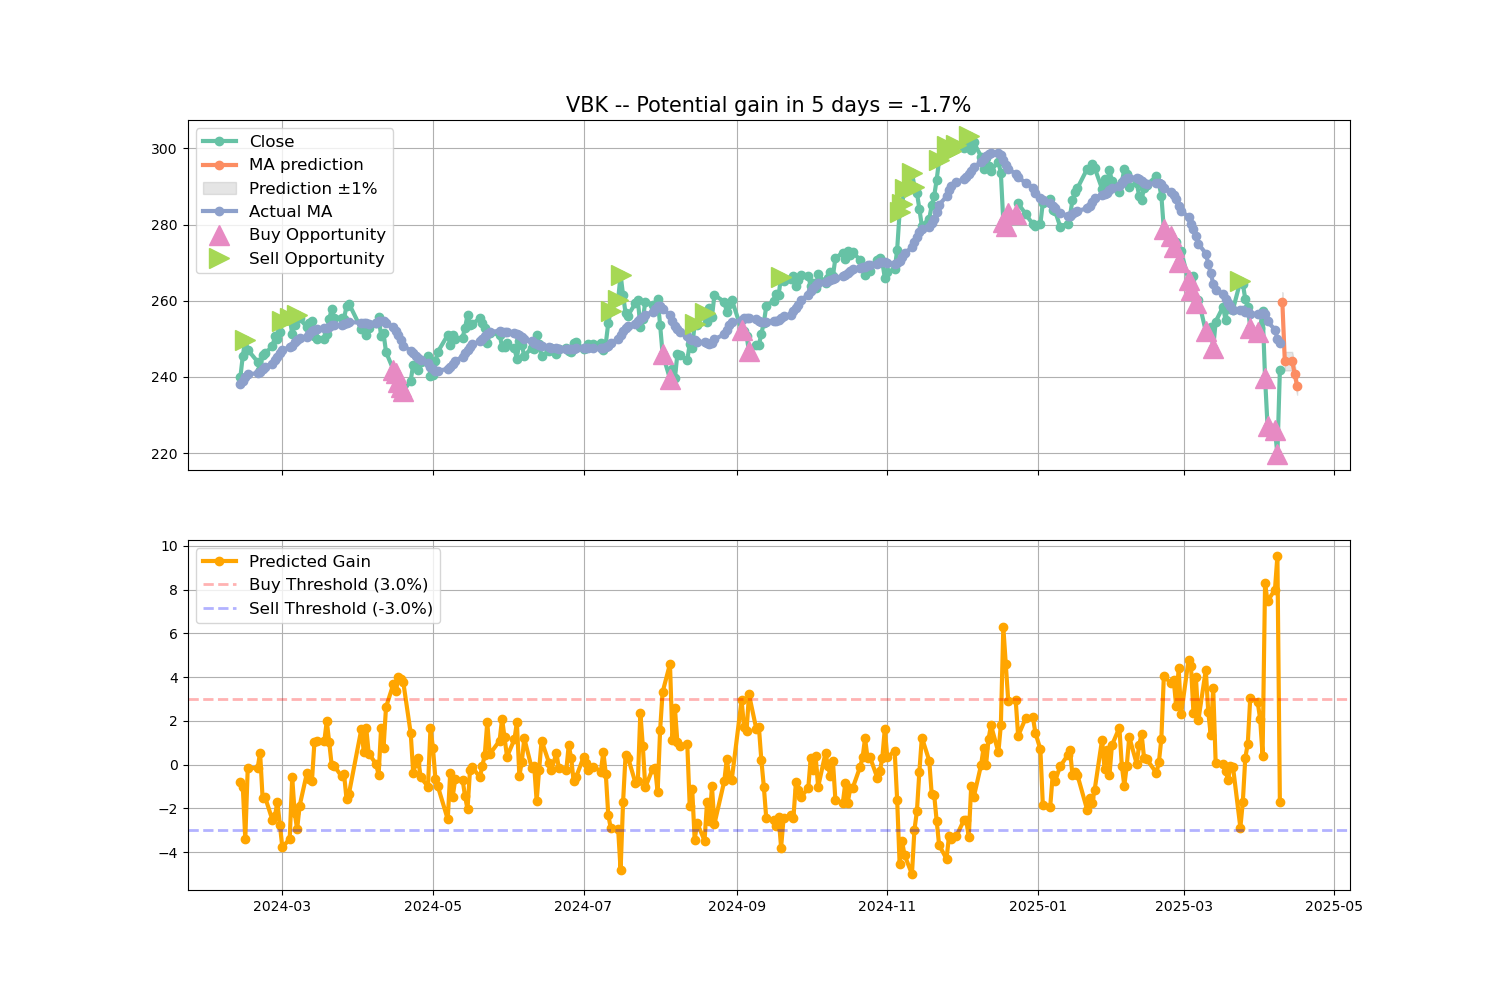 VBK -- Potential gain in 5 days = -1.7%
300
280
260
240
220
Close
MA prediction
Prediction ±1%
Actual MA
Buy Opportunity
Sell Opportunity
10
8
6
4
2
0
−2
−4
Predicted Gain
Buy Threshold (3.0%)
Sell Threshold (-3.0%)
2024-03
2024-05
2024-07
2024-09
2024-11
2025-01
2025-03
2025-05